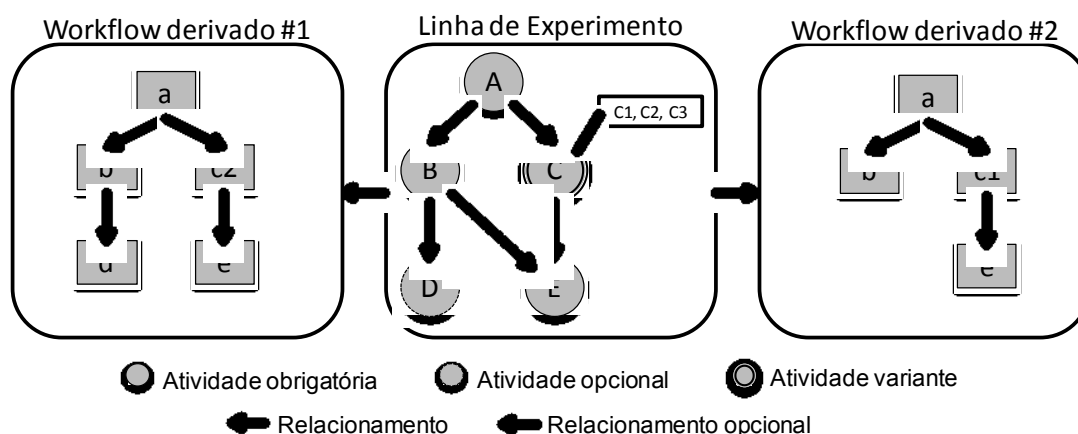 Workflow derivado #1
Linha de Experimento
Workflow derivado #2
a
b
c2
d
e
A
C1, C2, C3
B
C
D
E
a
b
c1
e
Atividade obrigatória
Atividade opcional
Atividade variante
Relacionamento
Relacionamento opcional